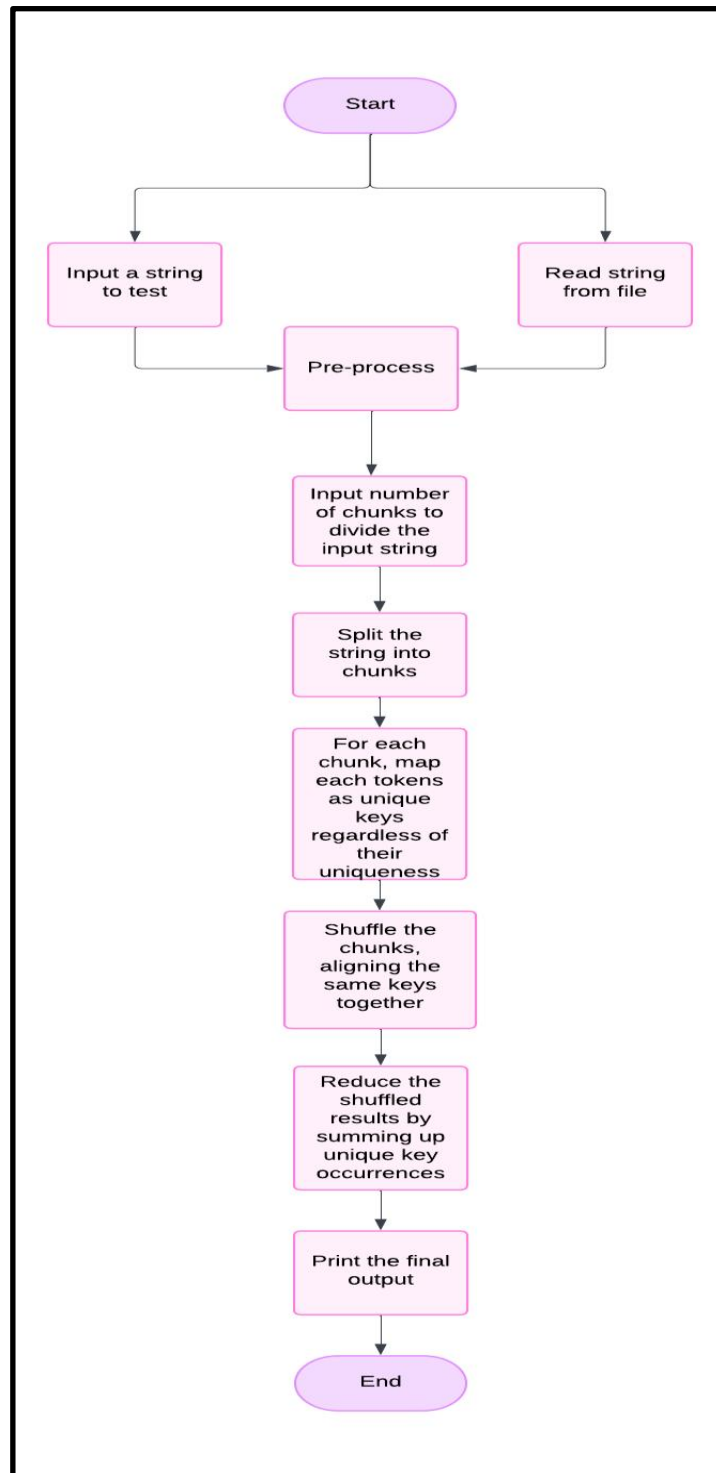 Start
Input a string
to test
Read string
from file
Pre-process
Input number
of chunks to
divide the
input string
Split the
string into
chunks
For each
chunk, map
each tokens
as unique
keys
regardless of
their
uniqueness
Shuffle the
chunks,
aligning the
same keys
together
Reduce the
shuffled
results by
summing up
unique key
occurrences
Print the final
output
End